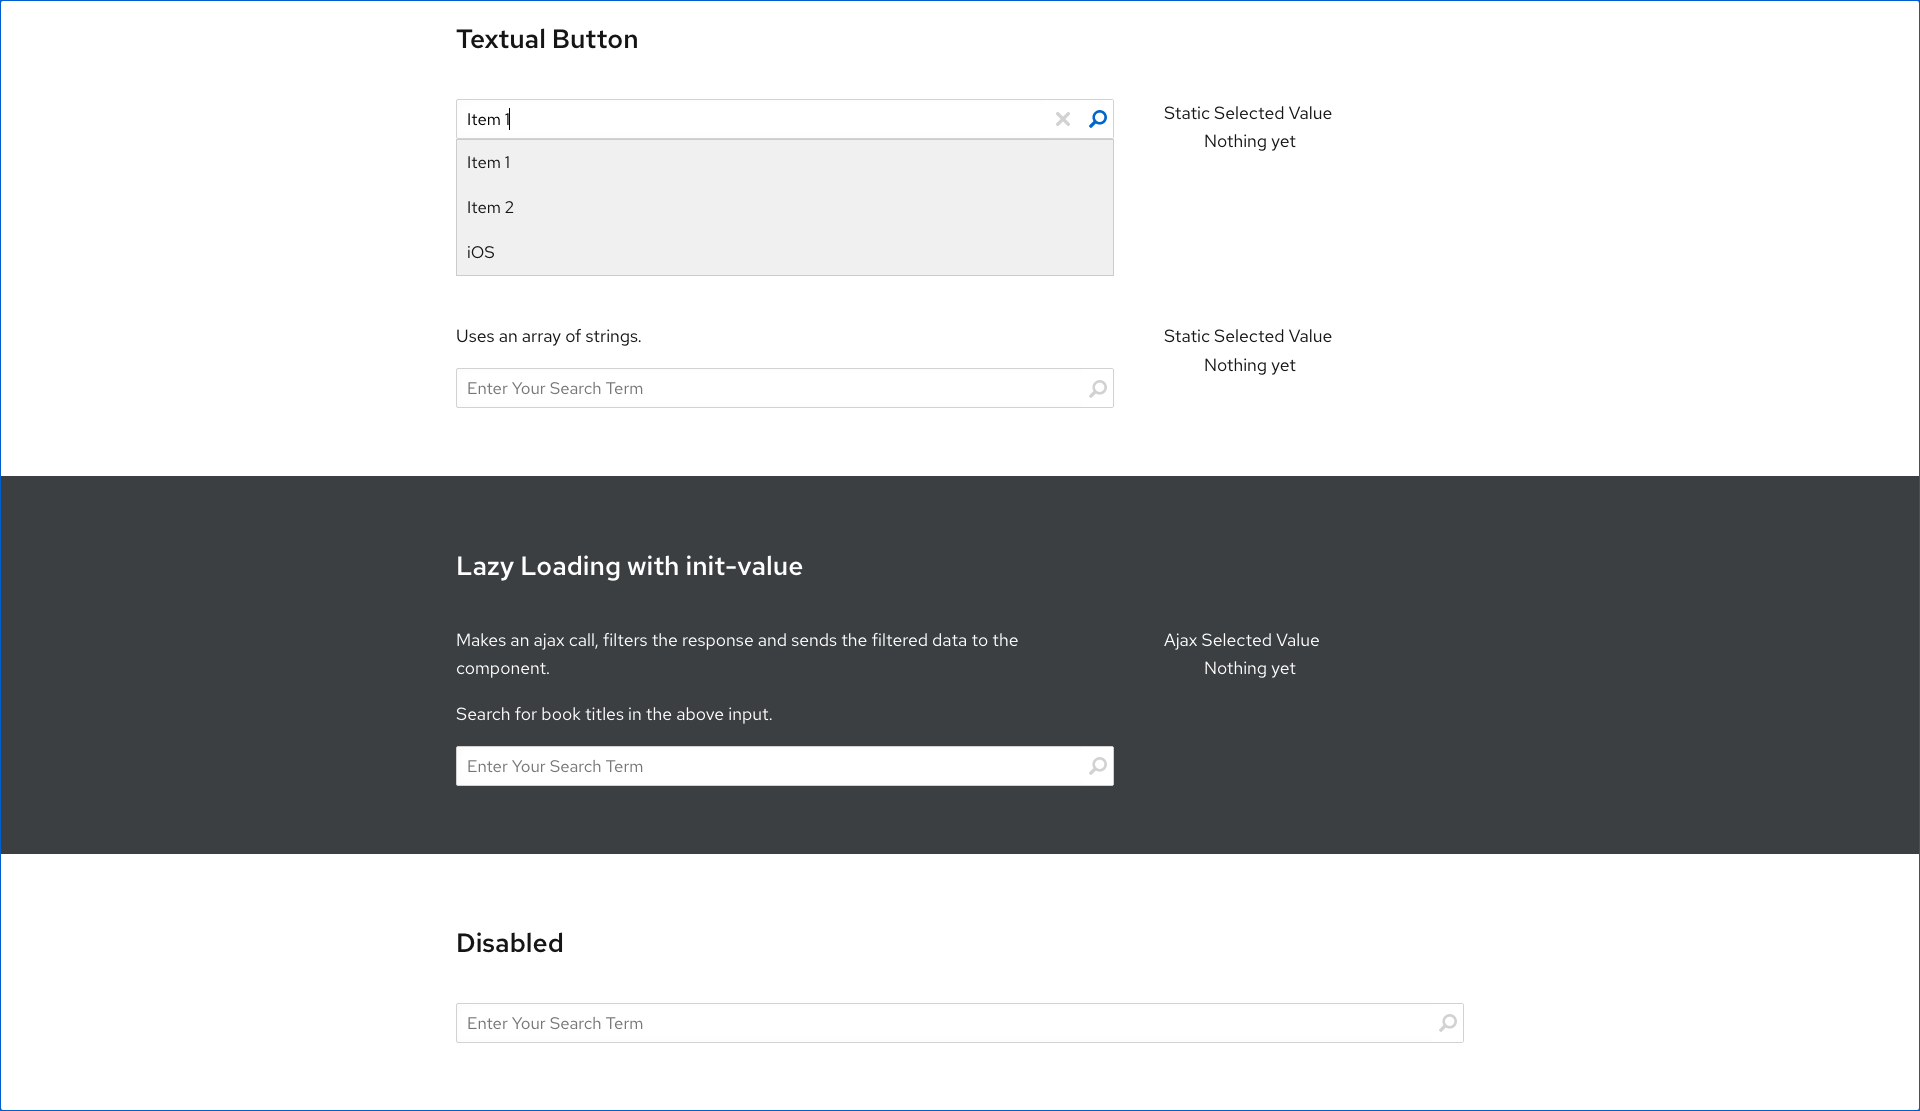 Textual Button
Item 1
Static Selected Value
Nothing yet
Item 1
Item 2
iOS
Uses an array of strings.
Enter Your Search Term
Static Selected Value
Nothing yet
Lazy Loading with init-value
Makes an ajax call, filters the response and sends the filtered data to the
component.
Search for book titles in the above input.
Enter Your Search Term
Ajax Selected Value
Nothing yet
Disabled
Enter Your Search Term